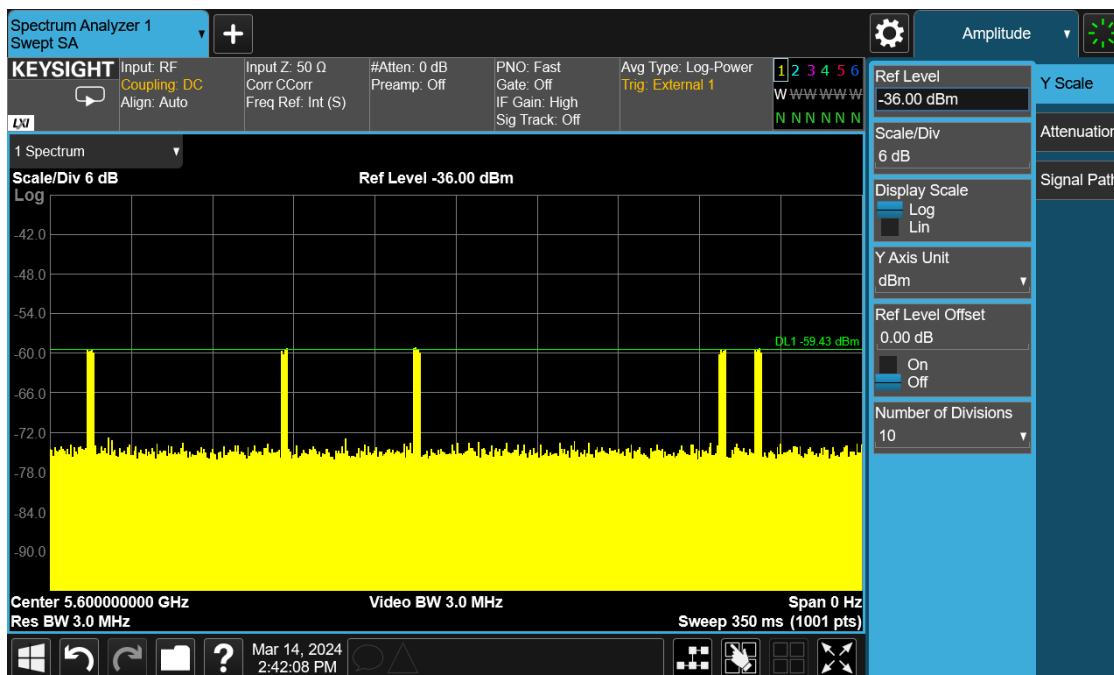 Spectrum Analyzer 1
Swept SA
+
Amplitude
KEYSIGHT
LXI
Input: RF
Coupling: DC
Align: Auto
Input Z: 50 Ω
Corr CCorr
Freq Ref: Int (S)
#Atten: 0 dB
Preamp: Off
PNO: Fast
Gate: Off
IF Gain: High
Sig Track: Off
Avg Type: Log-Power
Trig: External 1
1 2 3 4 5 6
W W W W W W
N N N N N N
1 Spectrum
Scale/Div 6 dB
Ref Level -36.00 dBm
Log
-42.0
-48.0
-54.0
-60.0
-66.0
-72.0
-78.0
-84.0
-90.0
DL1 -59.43 dBm
Center 5.600000000 GHz
Video BW 3.0 MHz
Span 0 Hz
Res BW 3.0 MHz
Sweep 350 ms (1001 pts)
Ref Level
-36.00 dBm
Scale/Div
6 dB
Display Scale
Log
Lin
Y Axis Unit
dBm
Ref Level Offset
0.00 dB
On
Off
Number of Divisions
10
Y Scale
Attenuation
Signal Path
?
Mar 14, 2024
2:42:08 PM